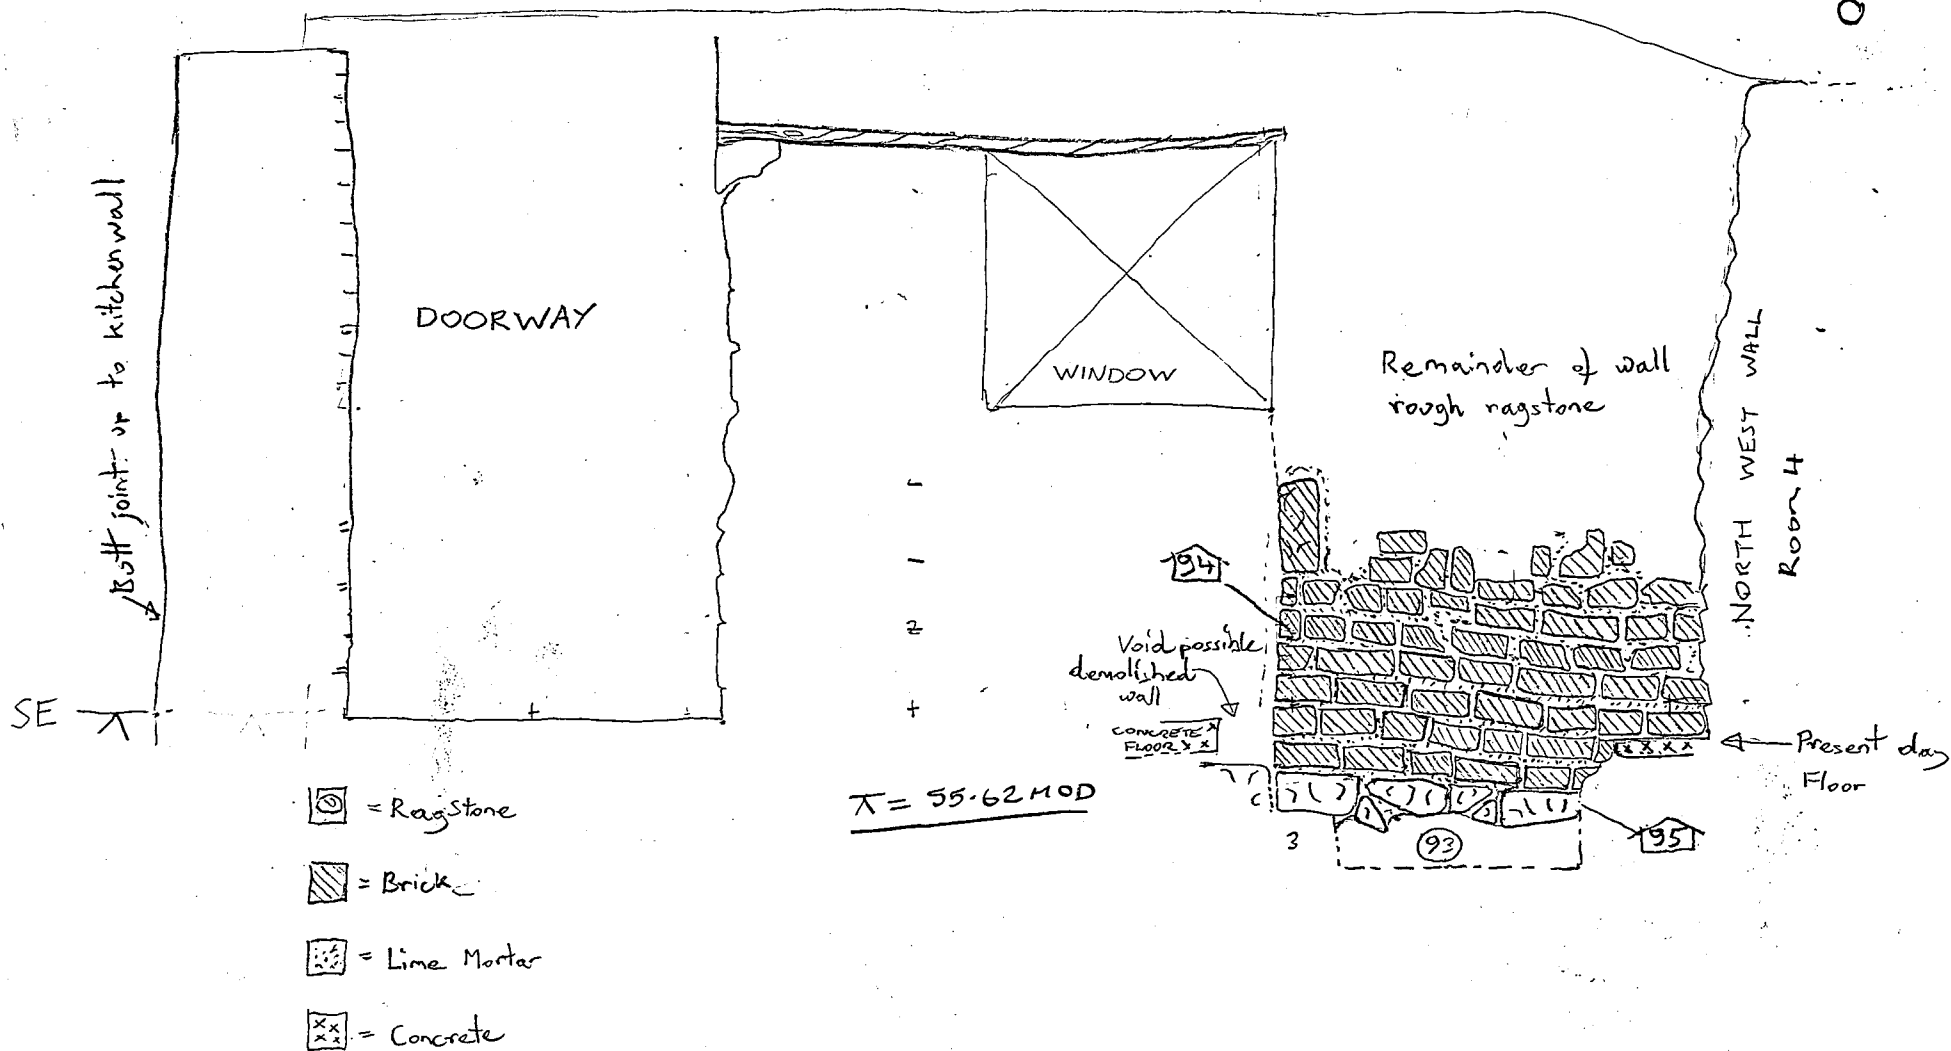 Butt joint up to kitchen wall
DOORWAY
WINDOW
Remainder of wall
rough ragstone
NORTH WEST WALL
Room 4
94
Void possible
demolished
wall
CONCRETE
FLOOR
SE
Present day
Floor
⊼ = 55.62 MOD
95
93
3
= Ragstone
= Brick
= Lime Mortar
= Concrete